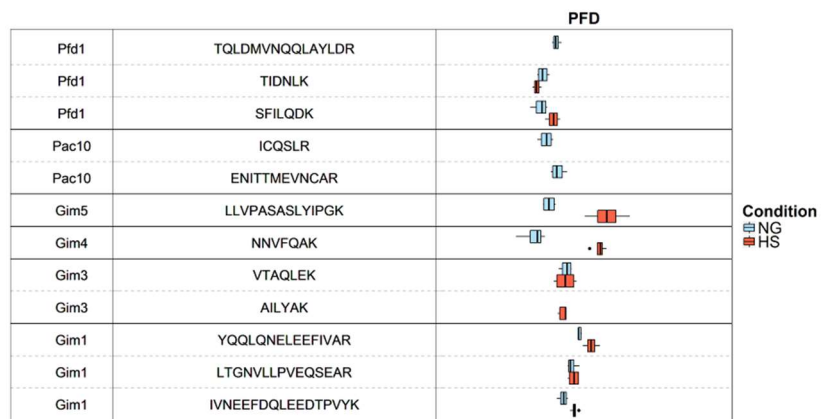 PFD
Pfd1 TQLDMVNQQLAYLDR
Pfd1 TIDNLK
Pfd1 SFILQDK
Pac10 ICQSLR
Pac10 ENITTMEVNCAR
Gim5 LLVPASASLYIPGK
Gim4 NNVFQAK
Gim3 VTAQLEK
Gim3 AILYAK
Gim1 YQQLQNELEEFIVAR
Gim1 LTGNVLLPVEQSEAR
Gim1 IVNEEFDQLEEDTPVYK
Condition
NG
HS